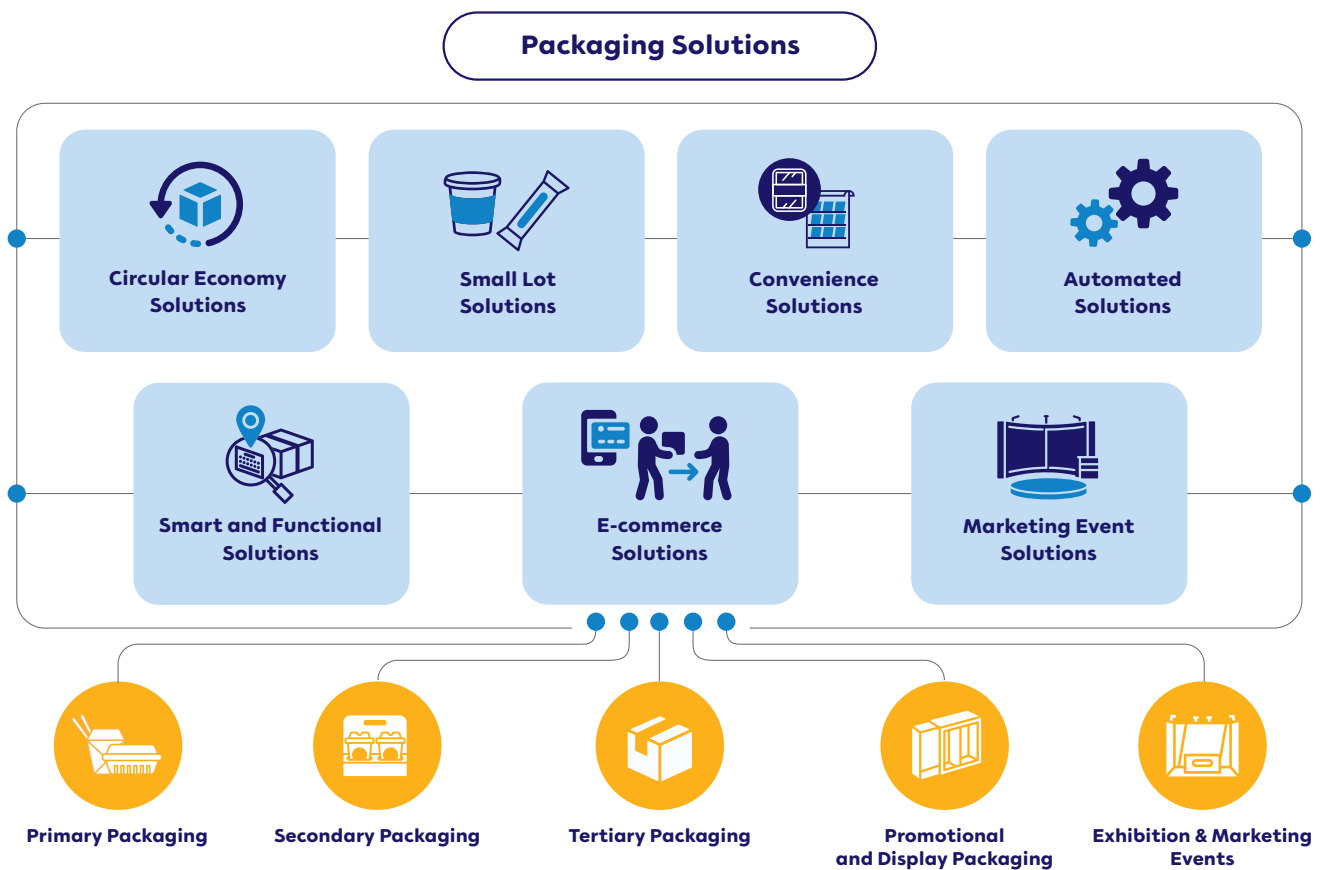 Packaging Solutions
Circular Economy
Solutions
Small Lot
Solutions
Convenience
Solutions
Automated
Solutions
Smart and Functional
Solutions
E-commerce
Solutions
Marketing Event
Solutions
Primary Packaging
Secondary Packaging
Tertiary Packaging
Promotional
and Display Packaging
Exhibition & Marketing
Events